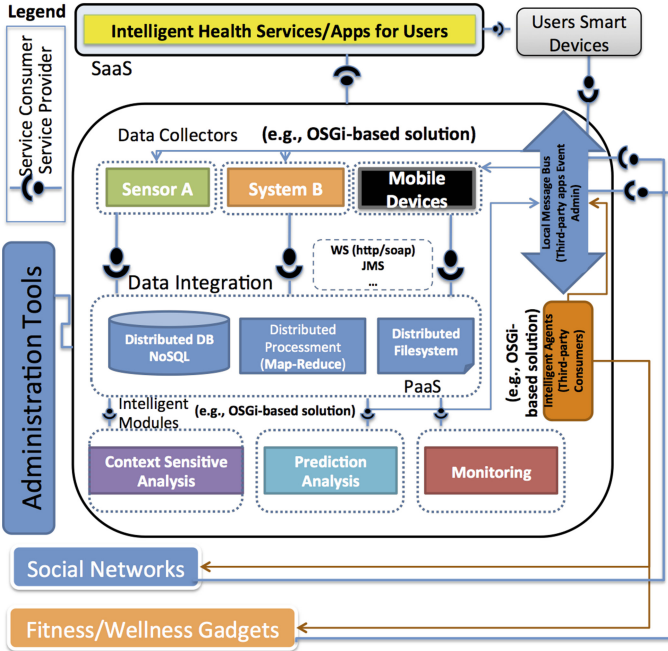 Legend
Service Consumer
Service Provider
Intelligent Health Services/Apps for Users
SaaS
Users Smart
Devices
Data Collectors
(e.g., OSGi-based solution)
Sensor A
System B
Mobile
Devices
Local Message Bus
(Third-party apps Event
Admin)
WS (http/soap)
JMS
...
Data Integration
Distributed DB
NoSQL
Distributed
Processment
(Map-Reduce)
Distributed
Filesystem
PaaS
(e.g., OSGi-
based solution)
Intelligent Agents
(Third-party
Consumers)
Administration Tools
Intelligent
Modules
(e.g., OSGi-based solution)
Context Sensitive
Analysis
Prediction
Analysis
Monitoring
Social Networks
Fitness/Wellness Gadgets